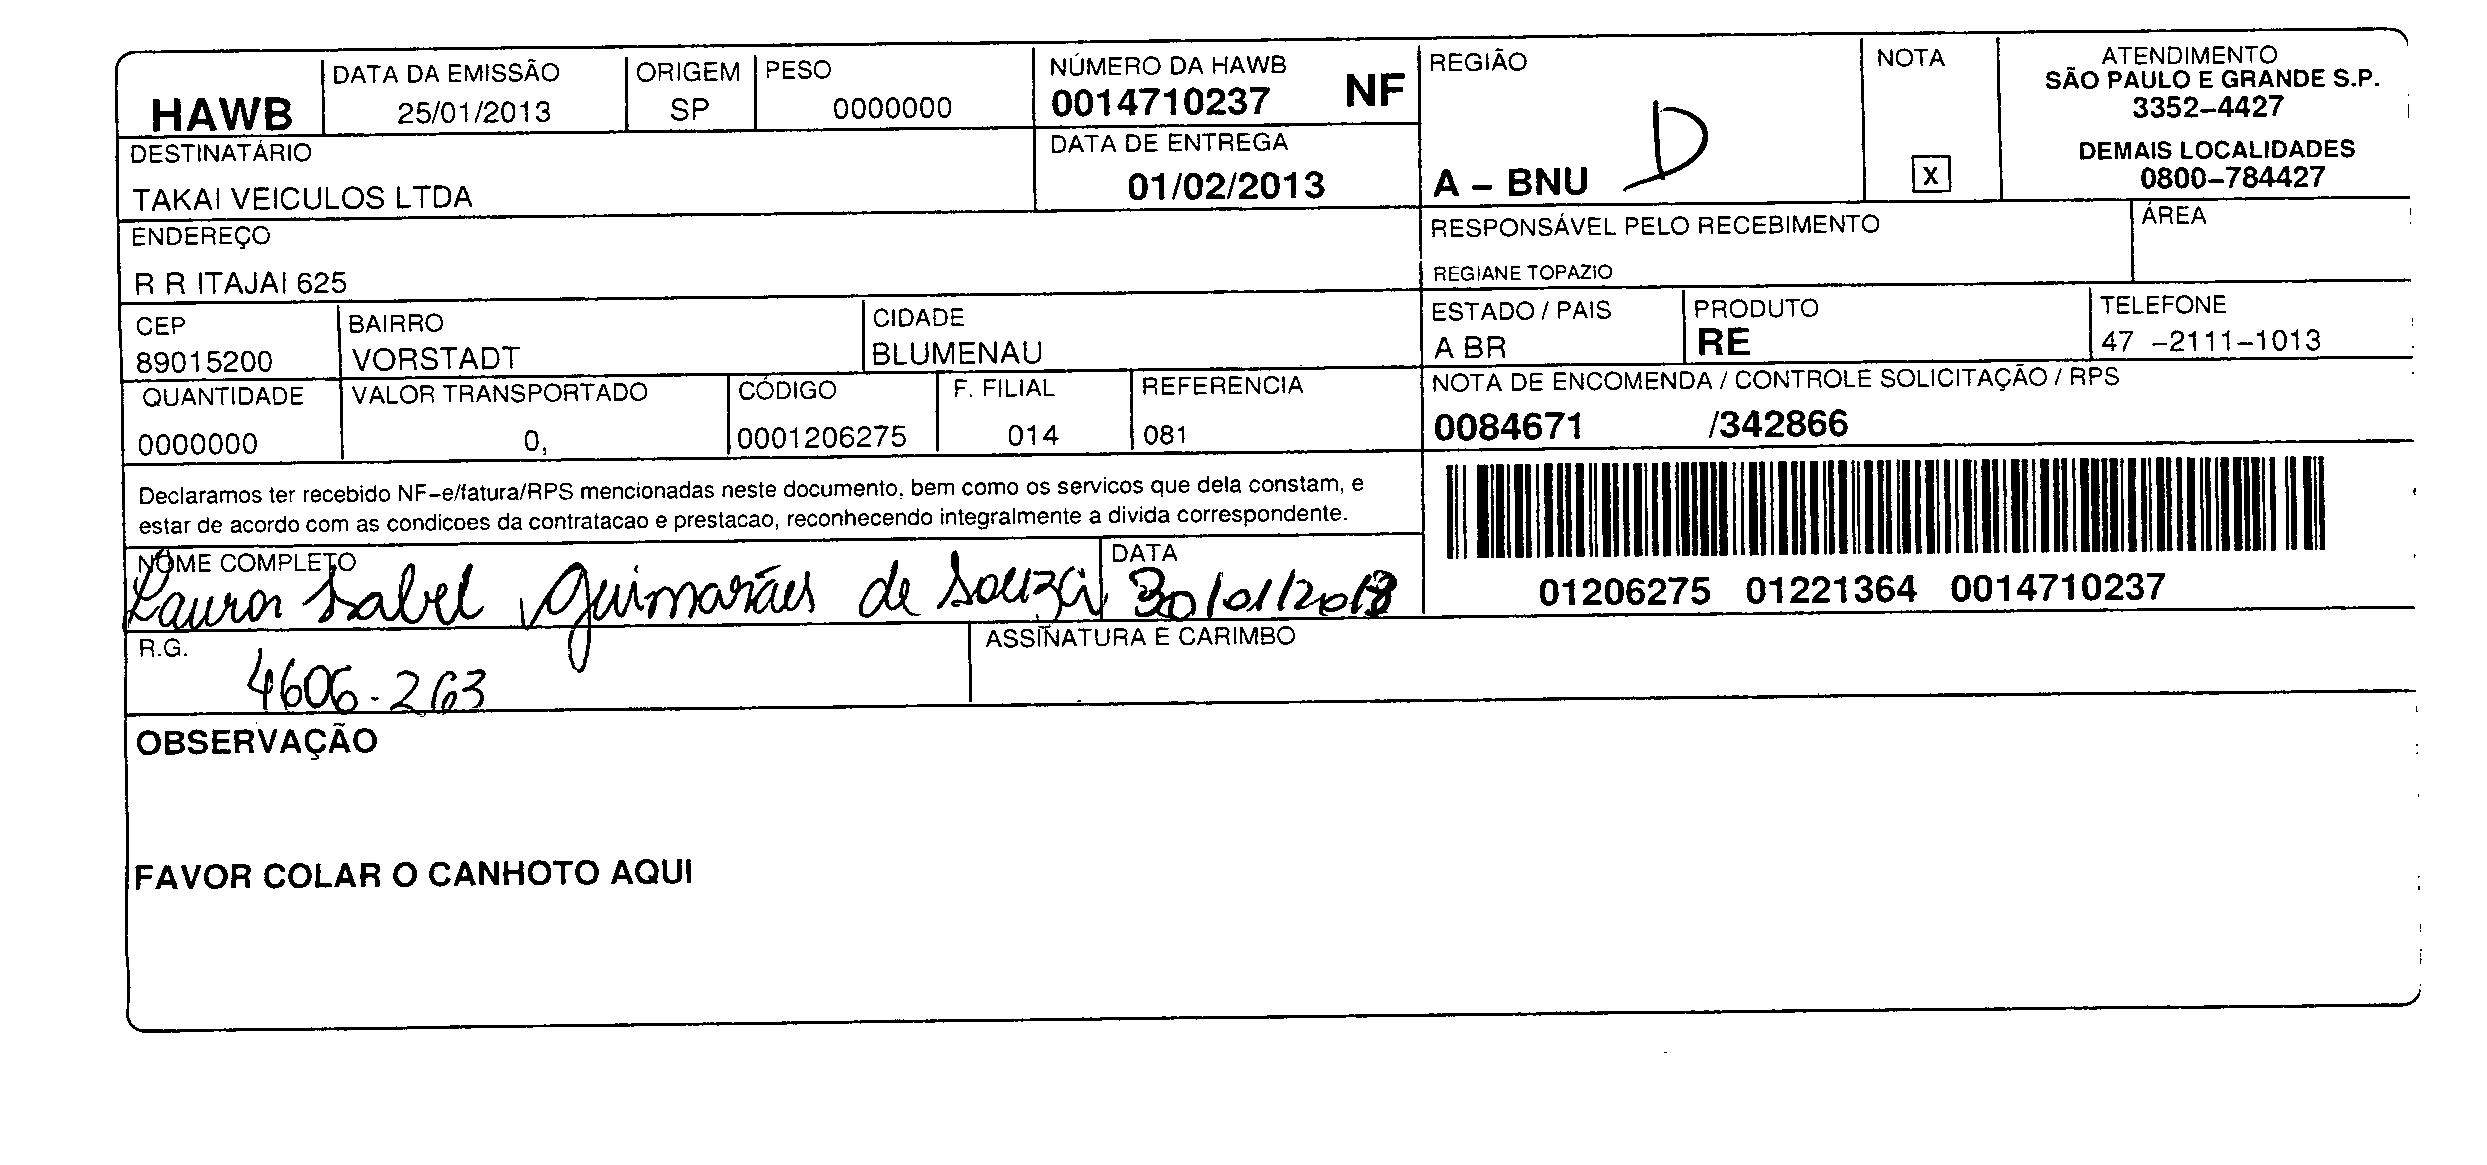 HAWB
DATA DA EMISSÃO
25/01/2013
ORIGEM
SP
PESO
0000000
NÚMERO DA HAWB
0014710237 NF
DATA DE ENTREGA
01/02/2013
REGIÃO
A – BNU D
NOTA
X
ATENDIMENTO
SÃO PAULO E GRANDE S.P.
3352–4427
DEMAIS LOCALIDADES
0800–784427
DESTINATÁRIO
TAKAI VEICULOS LTDA
ENDEREÇO
R R ITAJAI 625
RESPONSÁVEL PELO RECEBIMENTO
REGIANE TOPAZIO
ÁREA
CEP
89015200
BAIRRO
VORSTADT
CIDADE
BLUMENAU
ESTADO / PAIS
A BR
PRODUTO
RE
TELEFONE
47 –2111–1013
QUANTIDADE
0000000
VALOR TRANSPORTADO
0,
CÓDIGO
0001206275
F. FILIAL
014
REFERENCIA
081
NOTA DE ENCOMENDA / CONTROLE SOLICITAÇÃO / RPS
0084671 /342866
Declaramos ter recebido NF–e/fatura/RPS mencionadas neste documento, bem como os servicos que dela constam, e
estar de acordo com as condicoes da contratacao e prestacao, reconhecendo integralmente a divida correspondente.
01206275 01221364 0014710237
NOME COMPLETO
Laura Isabel Guimarães de Souza
DATA
30/01/2013
R.G.
4606-263
ASSINATURA E CARIMBO
OBSERVAÇÃO
FAVOR COLAR O CANHOTO AQUI